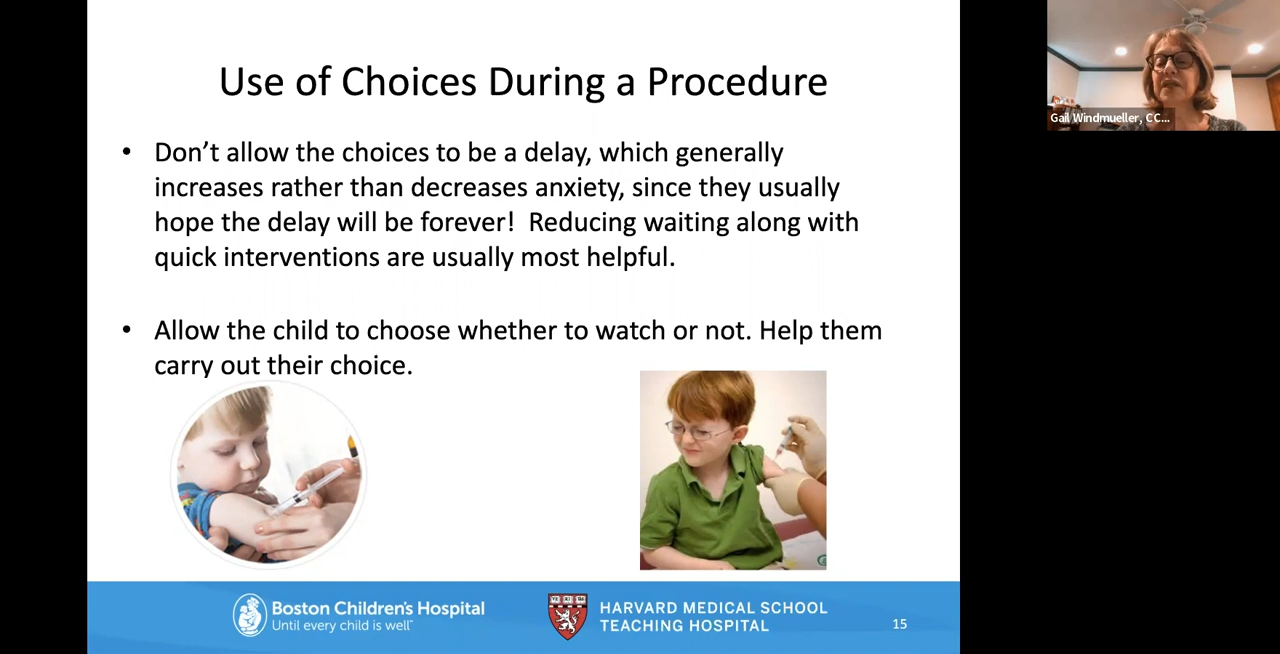 Use of Choices During a Procedure
• Don’t allow the choices to be a delay, which generally
increases rather than decreases anxiety, since they usually
hope the delay will be forever!  Reducing waiting along with
quick interventions are usually most helpful.
• Allow the child to choose whether to watch or not. Help them
carry out their choice.
Boston Children's Hospital
Until every child is well™
HARVARD MEDICAL SCHOOL
TEACHING HOSPITAL
15
Gail Windmueller, CC...